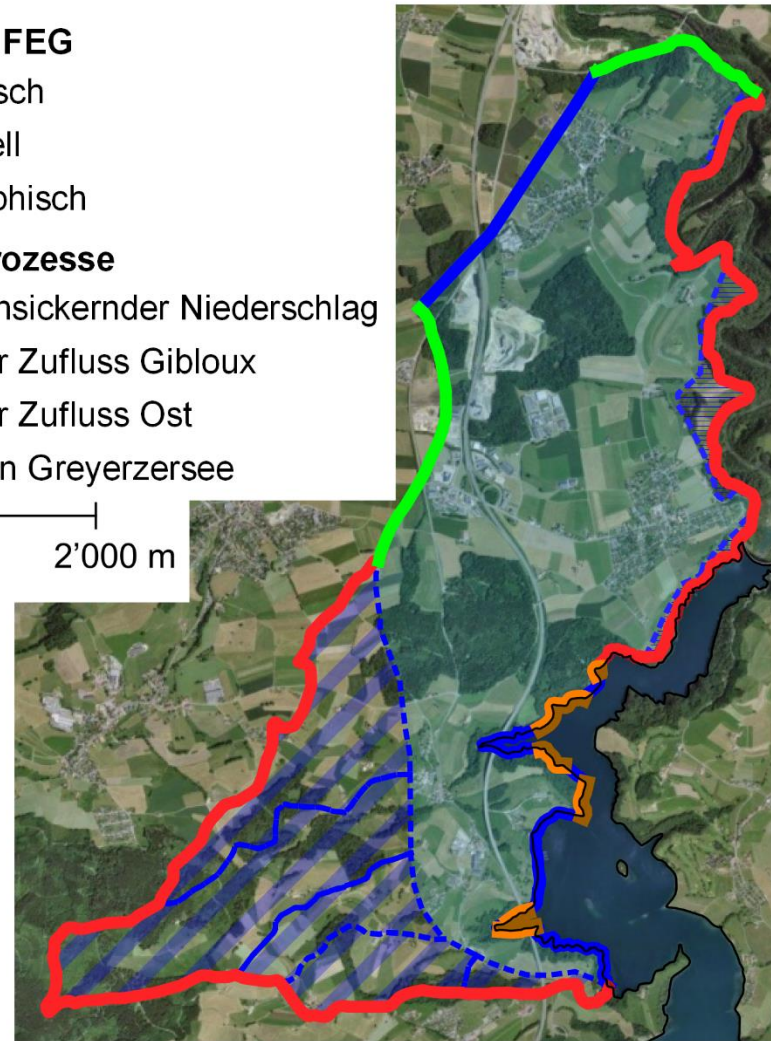 FEG
sch
ell
phisch
rozesse
nsickernder Niederschlag
r Zufluss Gibloux
r Zufluss Ost
n Greyerzersee
2’000 m